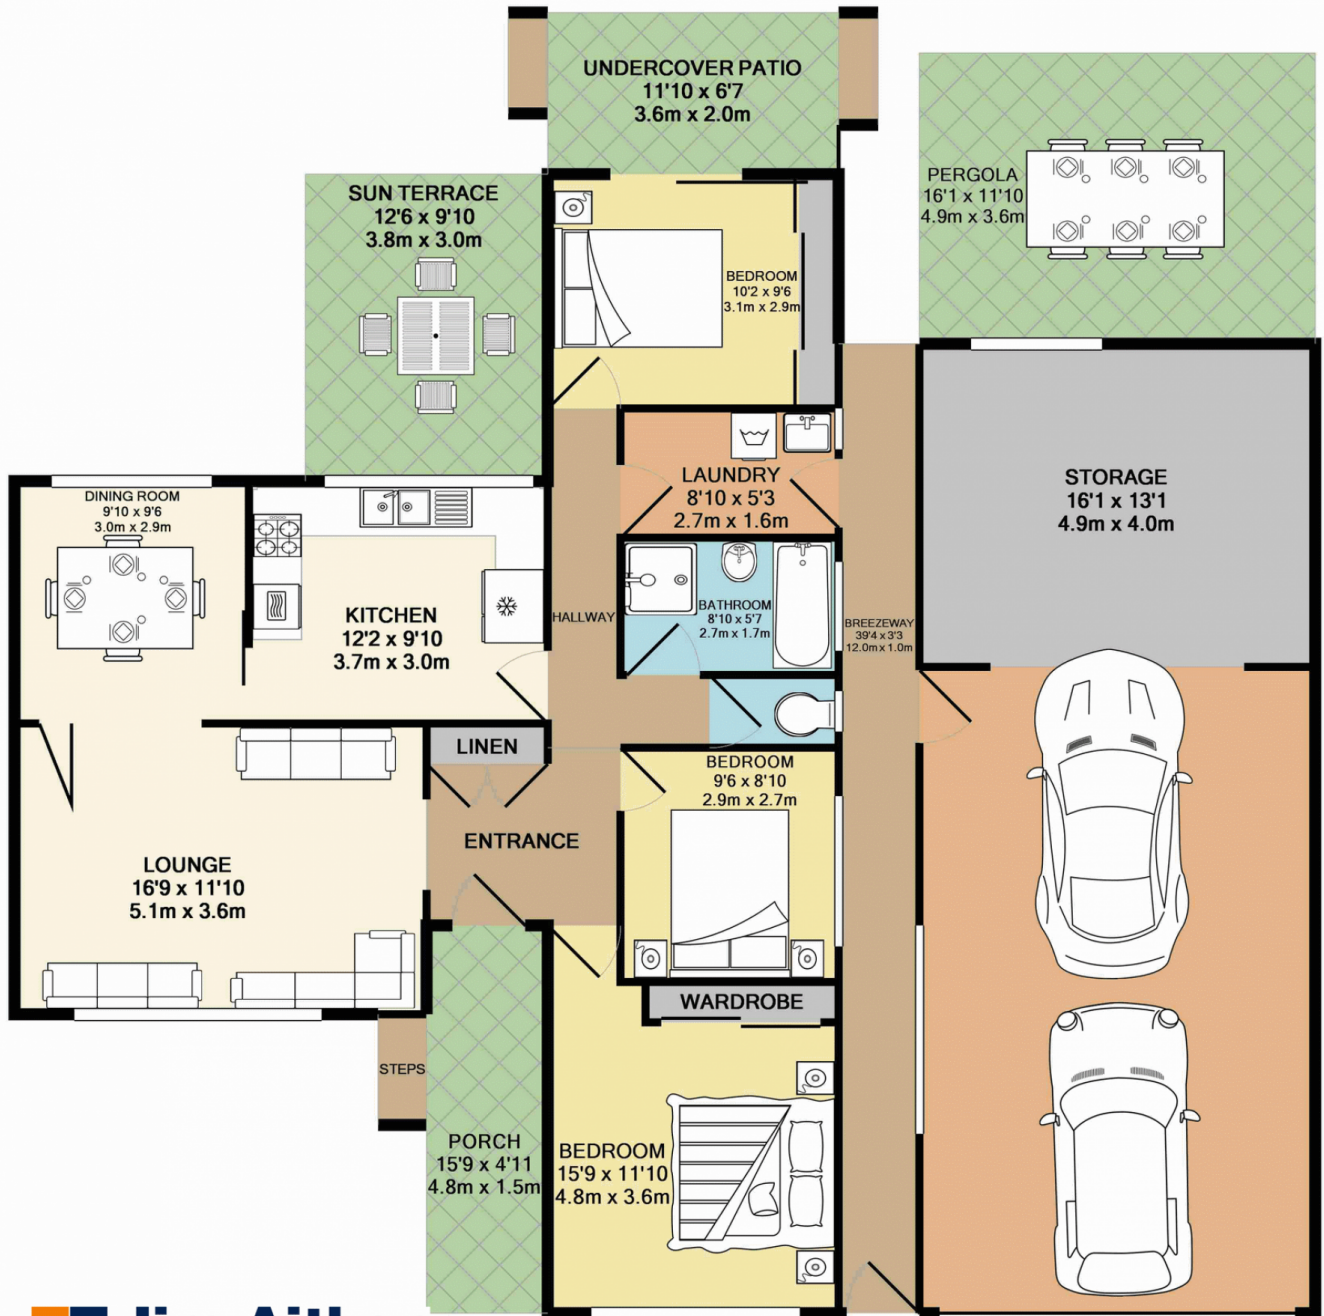 UNDERCOVER PATIO
11'10 x 6'7
3.6m x 2.0m
PERGOLA
16'1 x 11'10
4.9m x 3.6m
SUN TERRACE
12'6 x 9'10
3.8m x 3.0m
BEDROOM
10'2 x 9'6
3.1m x 2.9m
LAUNDRY
8'10 x 5'3
2.7m x 1.6m
STORAGE
16'1 x 13'1
4.9m x 4.0m
DINING ROOM
9'10 x 9'6
3.0m x 2.9m
KITCHEN
12'2 x 9'10
3.7m x 3.0m
HALLWAY
BATHROOM
8'10 x 5'7
2.7m x 1.7m
BREEZEWAY
39'4 x 3'3
12.0m x 1.0m
LINEN
BEDROOM
9'6 x 8'10
2.9m x 2.7m
ENTRANCE
LOUNGE
16'9 x 11'10
5.1m x 3.6m
WARDROBE
STEPS
PORCH
15'9 x 4'11
4.8m x 1.5m
BEDROOM
15'9 x 11'10
4.8m x 3.6m